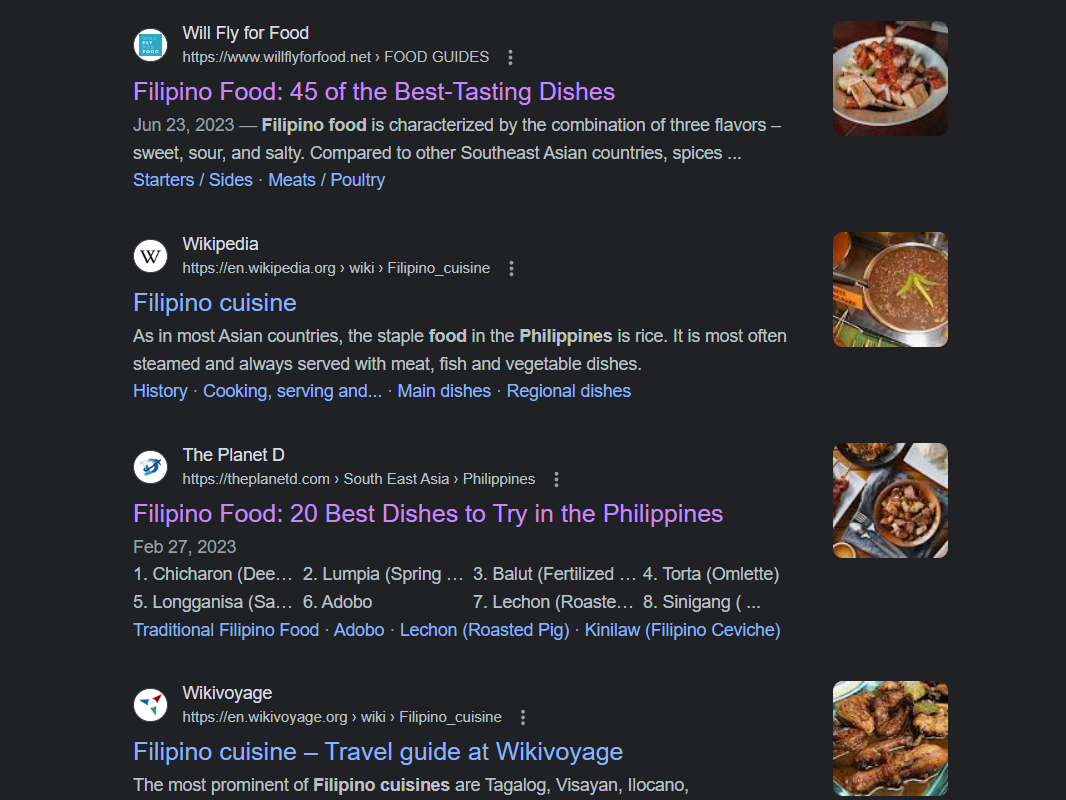 Will Fly for Food
https://www.willflyforfood.net › FOOD GUIDES
Filipino Food: 45 of the Best-Tasting Dishes
Jun 23, 2023 — Filipino food is characterized by the combination of three flavors –
sweet, sour, and salty. Compared to other Southeast Asian countries, spices ...
Starters / Sides · Meats / Poultry
W
Wikipedia
https://en.wikipedia.org › wiki › Filipino_cuisine
Filipino cuisine
As in most Asian countries, the staple food in the Philippines is rice. It is most often
steamed and always served with meat, fish and vegetable dishes.
History · Cooking, serving and... · Main dishes · Regional dishes
The Planet D
https://theplanetd.com › South East Asia › Philippines
Filipino Food: 20 Best Dishes to Try in the Philippines
Feb 27, 2023
1. Chicharon (Dee… 2. Lumpia (Spring … 3. Balut (Fertilized … 4. Torta (Omlette)
5. Longganisa (Sa… 6. Adobo 7. Lechon (Roaste… 8. Sinigang ( ...
Traditional Filipino Food · Adobo · Lechon (Roasted Pig) · Kinilaw (Filipino Ceviche)
Wikivoyage
https://en.wikivoyage.org › wiki › Filipino_cuisine
Filipino cuisine – Travel guide at Wikivoyage
The most prominent of Filipino cuisines are Tagalog, Visayan, Ilocano,